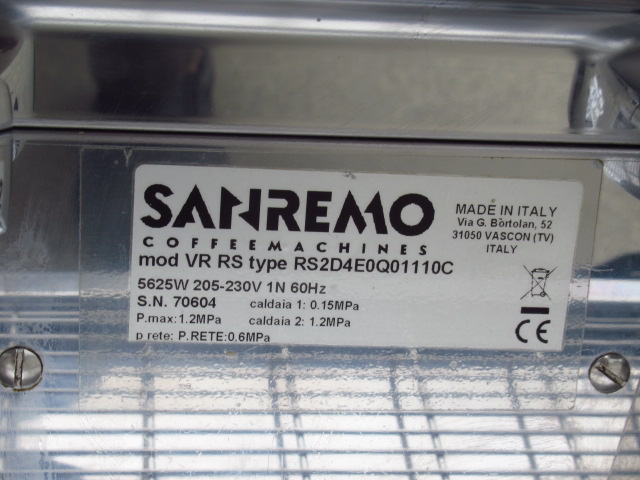 SANREMO
COFFEEMACHINES
MADE IN ITALY
Via G. Bortolan, 52
31050 VASCON (TV)
ITALY
mod VR RS type RS2D4E0Q01110C
5625W 205-230V 1N 60Hz
S.N. 70604 caldaia 1: 0.15MPa
P.max:1.2MPa caldaia 2: 1.2MPa
p rete: P.RETE:0.6MPa
CE